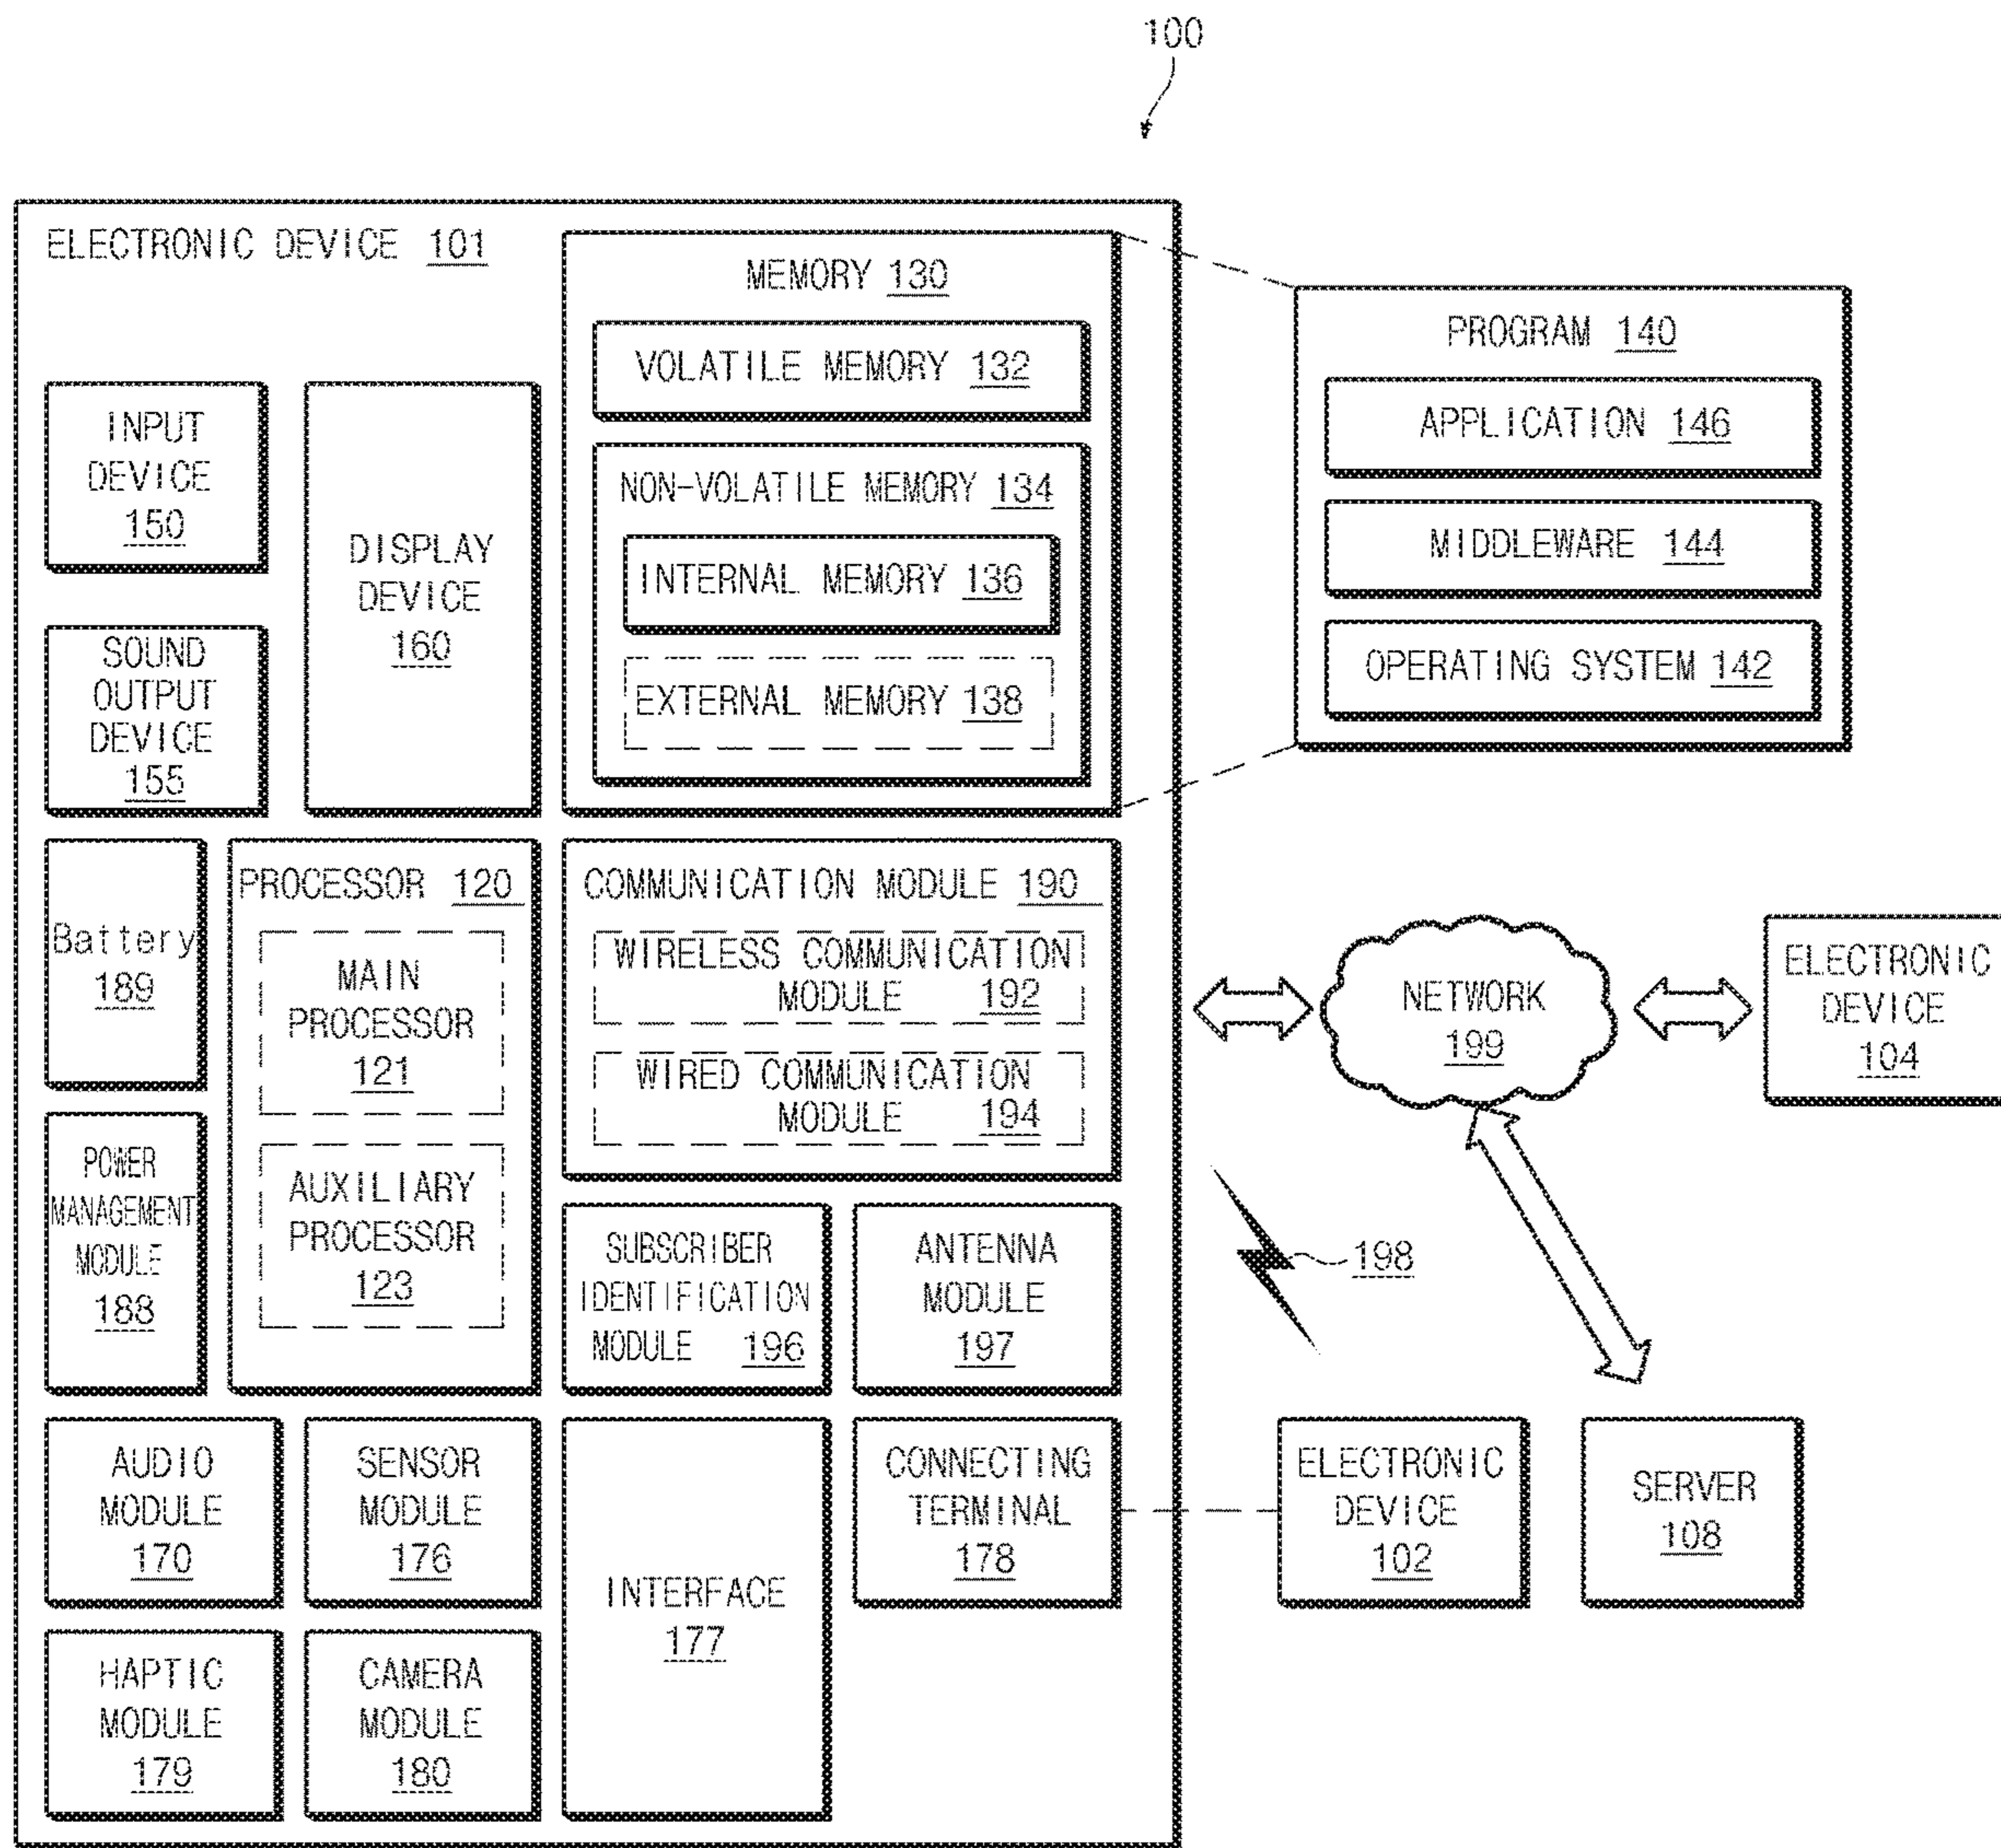 100
ELECTRONIC DEVICE 101
MEMORY 130
VOLATILE MEMORY 132
NON-VOLATILE MEMORY 134
INTERNAL MEMORY 136
EXTERNAL MEMORY 138
PROGRAM 140
APPLICATION 146
MIDDLEWARE 144
OPERATING SYSTEM 142
INPUT
DEVICE
150
DISPLAY
DEVICE
160
SOUND
OUTPUT
DEVICE
155
Battery
189
PROCESSOR 120
MAIN
PROCESSOR
121
AUXILIARY
PROCESSOR
123
COMMUNICATION MODULE 190
WIRELESS COMMUNICATION
MODULE 192
WIRED COMMUNICATION
MODULE 194
NETWORK
199
ELECTRONIC
DEVICE
104
POWER
MANAGEMENT
MODULE
188
SUBSCRIBER
IDENTIFICATION
MODULE 196
ANTENNA
MODULE
197
198
AUDIO
MODULE
170
SENSOR
MODULE
176
INTERFACE
177
CONNECTING
TERMINAL
178
ELECTRONIC
DEVICE
102
SERVER
108
HAPTIC
MODULE
179
CAMERA
MODULE
180